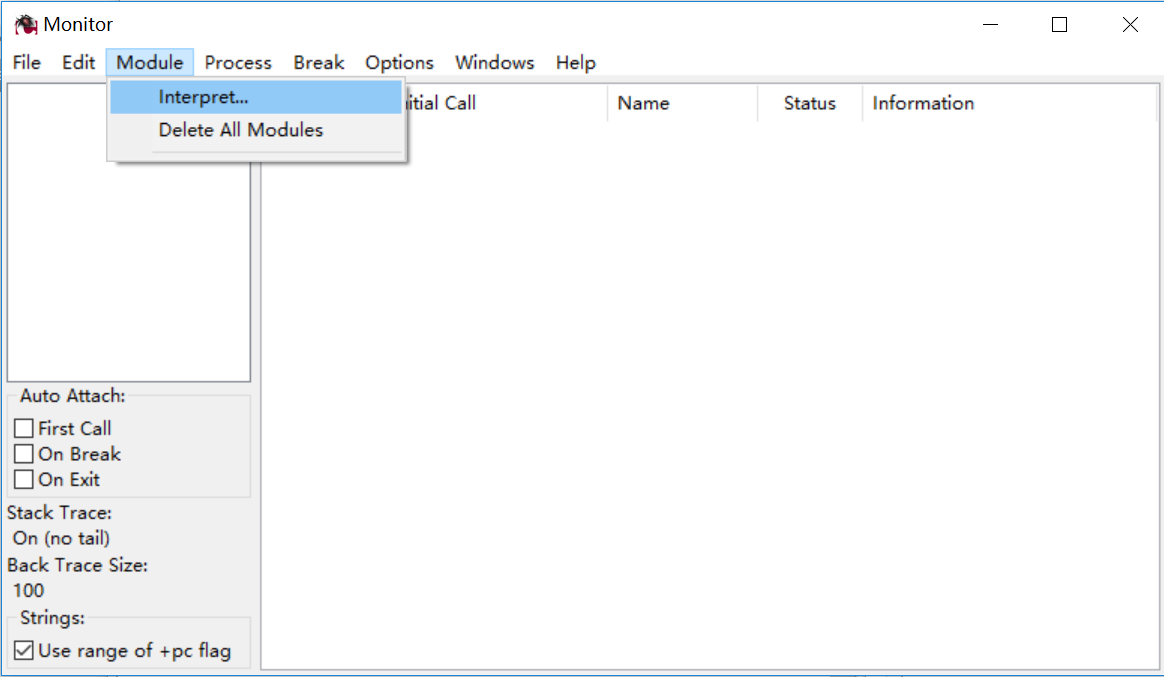 Monitor
File Edit Module Process Break Options Windows Help
Interpret...
Delete All Modules
itial Call Name Status Information
Auto Attach:
First Call
On Break
On Exit
Stack Trace:
On (no tail)
Back Trace Size:
100
Strings:
Use range of +pc flag